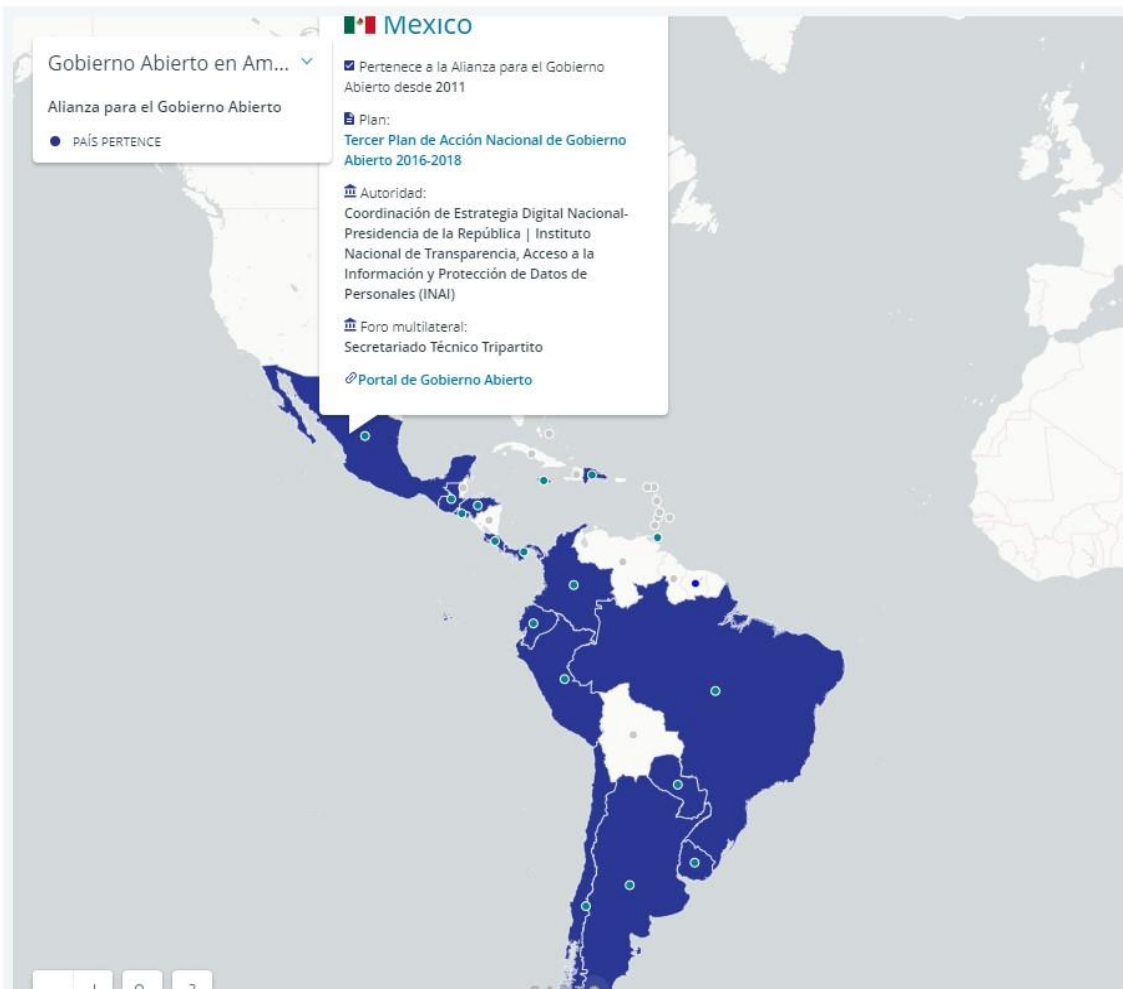 Gobierno Abierto en Am...
Alianza para el Gobierno Abierto
PAÍS PERTENCE
Mexico
Pertenece a la Alianza para el Gobierno
Abierto desde 2011
Plan:
Tercer Plan de Acción Nacional de Gobierno
Abierto 2016-2018
Autoridad:
Coordinación de Estrategia Digital Nacional-
Presidencia de la República | Instituto
Nacional de Transparencia, Acceso a la
Información y Protección de Datos de
Personales (INAI)
Foro multilateral:
Secretariado Técnico Tripartito
Portal de Gobierno Abierto